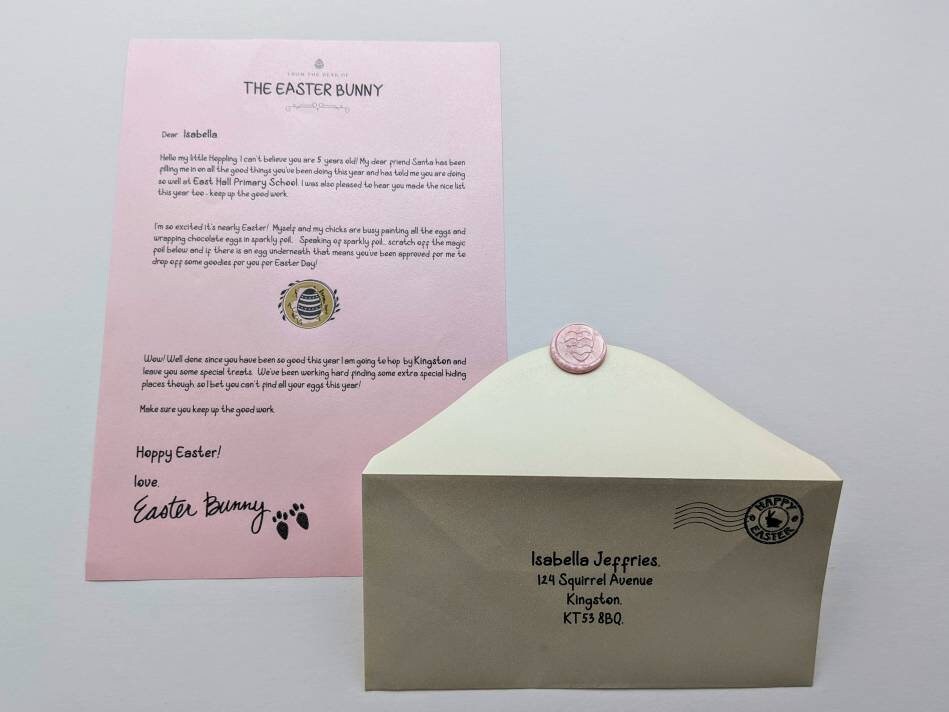 FROM THE DESK OF
THE EASTER BUNNY
Dear Isabella
Hello my little Hoppling. I can't believe you are 5 years old! My dear friend Santa has been
filling me in on all the good things you've been doing this year and has told me you are doing
so well at East Hall Primary School. I was also pleased to hear you made the nice list
this year too - keep up the good work.
I'm so excited it's nearly Easter! Myself and my chicks are busy painting all the eggs and
wrapping chocolate eggs in sparkly foil. Speaking of sparkly foil... scratch off the magic
foil below and if there is an egg underneath that means you've been approved for me to
drop off some goodies for you for Easter Day!
Wow! Well done, since you have been so good this year I am going to hop by Kingston and
leave you some special treats. We've been working hard finding some extra special hiding
places though, so I bet you can't find all your eggs this year!
Make sure you keep up the good work.
Hoppy Easter!
love,
Easter Bunny
HAPPY
EASTER
Isabella Jeffries,
124 Squirrel Avenue
Kingston,
KT53 8BQ.